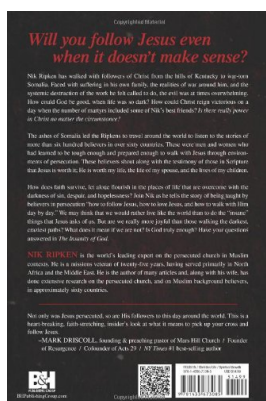 Copyrighted Material
Will you follow Jesus even
when it doesn't make sense?
Nik Ripken has walked with followers of Christ from the hills of Kentucky to war-torn
Somalia. Faced with suffering in his own family, the realities of war around him, and the
systematic destruction of the work he felt called to do, the evil was at times overwhelming.
How could God be good, when life was so dark? How could Christ reign victorious on a
day when the number of martyrs included some of Nik's best friends? Is there really power
in Christ no matter the circumstance?
The ashes of Somalia led the Ripkens to travel around the world to listen to the stories of
more than six hundred believers in over sixty countries. These were men and women who
had learned to be tough enough and prepared enough to walk with Jesus through environ-
ments of persecution. These believers shout along with the testimony of those in Scripture
that Jesus is worth it; He is worth my life, the life of my spouse, and the lives of my children.
How does faith survive, let alone flourish in the places of life that are overcome with the
darkness of sin, despair, and hopelessness? Join Nik as he tells the story of being taught by
believers in persecution "how to follow Jesus, how to love Jesus, and how to walk with Him
day by day." We may think that we would rather live like the world than to do the "insane"
things that Jesus asks of us. But are we really more joyful than those walking the darkest,
craziest paths? What does it mean if we are not? Is God truly enough? Have your questions
answered in The Insanity of God.
NIK RIPKEN is the world's leading expert on the persecuted church in Muslim
contexts. He is a missions veteran of twenty-five years, having served primarily in North
Africa and the Middle East. He is the author of many articles and, along with his wife, has
done extensive research on the persecuted church, and on Muslim background believers,
in approximately sixty countries.
Not only was Jesus persecuted, so are His followers to this day around the world. This is a
heart-breaking, faith-stretching, insider's look at what it means to pick up your cross and
follow Jesus.
–MARK DRISCOLL, founding & preaching pastor of Mars Hill Church / Founder
of Resurgence / Cofounder of Acts 29 / NY Times #1 best-selling author
BHPublishingGroup.com
Copyrighted Material